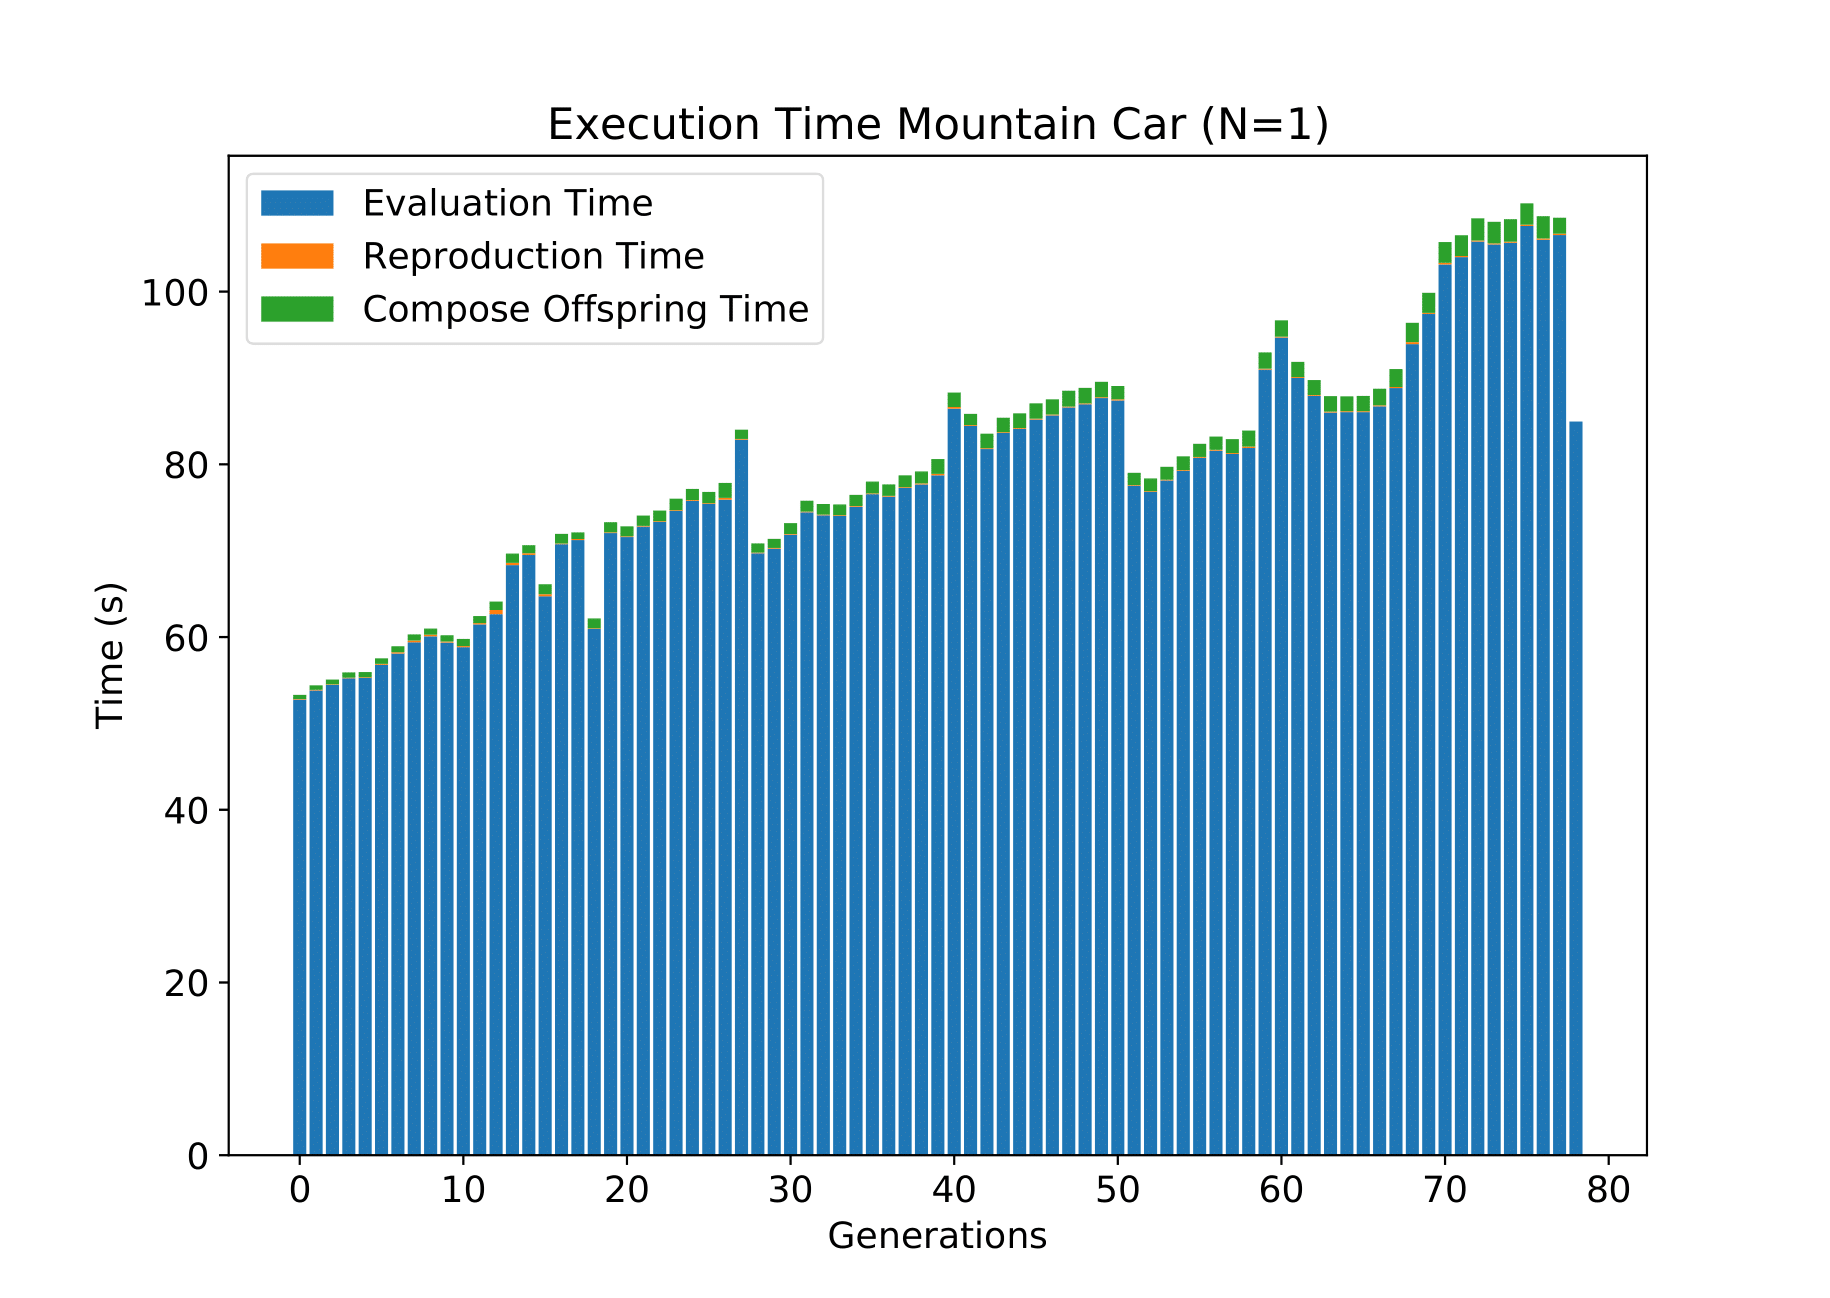 Execution Time Mountain Car (N=1)
Evaluation Time
Reproduction Time
Compose Offspring Time
100
80
60
40
20
0
Time (s)
0 10 20 30 40 50 60 70 80
Generations